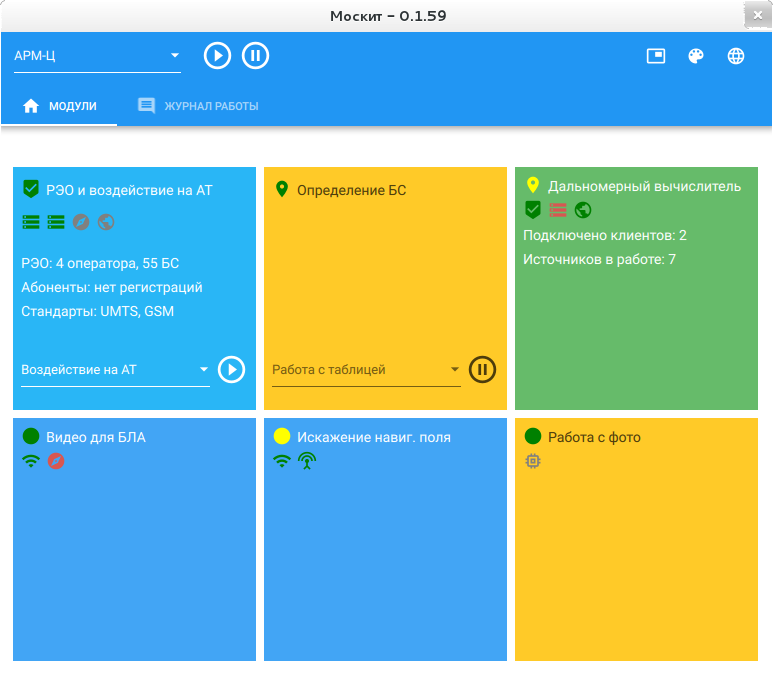 Москит – 0.1.59
АРМ-Ц
МОДУЛИ
ЖУРНАЛ РАБОТЫ
РЭО и воздействие на АТ
РЭО: 4 оператора, 55 БС
Абоненты: нет регистраций
Стандарты: UMTS, GSM
Воздействие на АТ
Определение БС
Работа с таблицей
Дальномерный вычислитель
Подключено клиентов: 2
Источников в работе: 7
Видео для БЛА
Искажение навиг. поля
Работа с фото